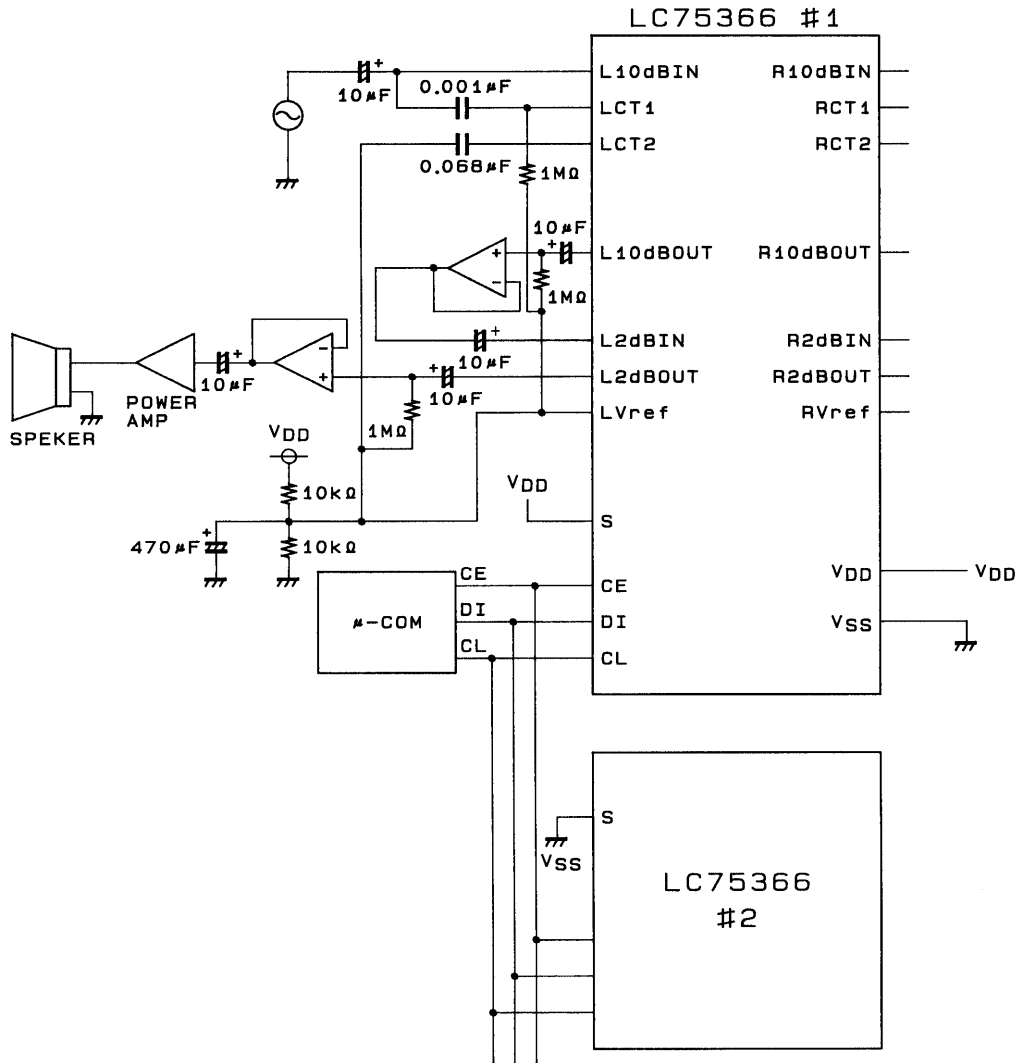 LC75366 #1
L10dBIN R10dBIN
10μF
0.001μF
LCT1 RCT1
LCT2 RCT2
0.068μF
1MΩ
10μF
L10dBOUT R10dBOUT
1MΩ
L2dBIN R2dBIN
10μF
L2dBOUT R2dBOUT
10μF
10μF
POWER
AMP
SPEKER
LVref RVref
1MΩ
VDD
10kΩ
VDD
S
470μF
10kΩ
VDD VDD
CE CE
μ-COM
DI DI
VSS
CL CL
S
VSS
LC75366
#2